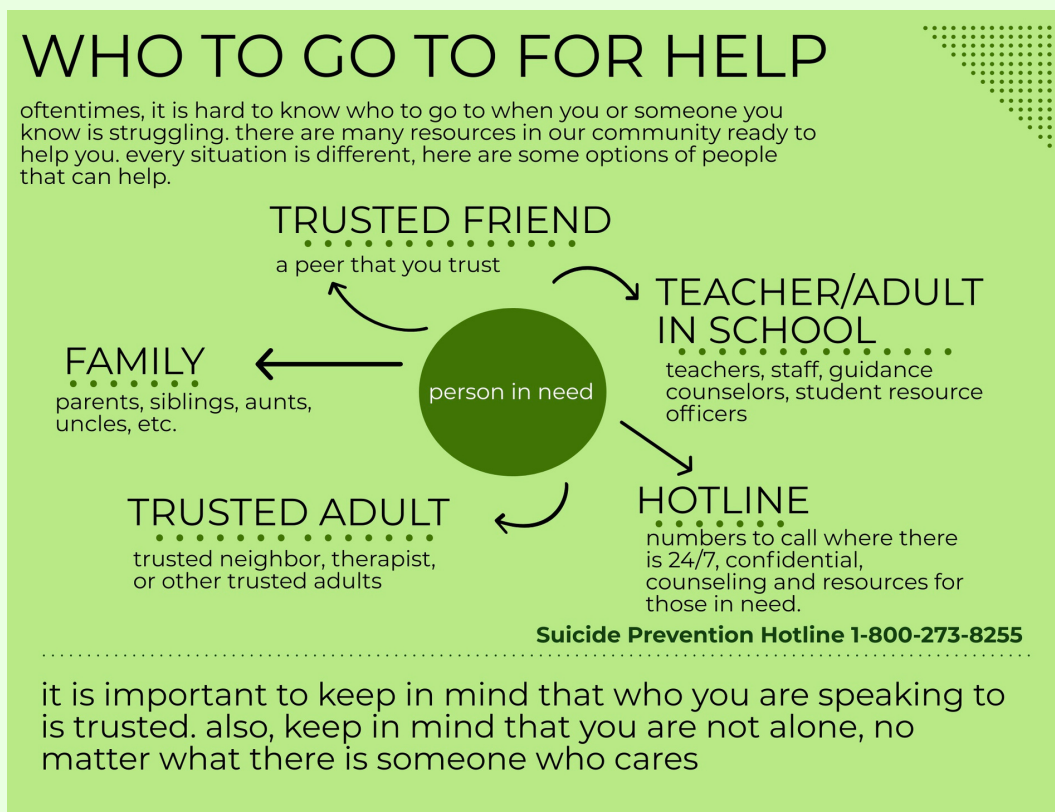 WHO TO GO TO FOR HELP
oftentimes, it is hard to know who to go to when you or someone you
know is struggling. there are many resources in our community ready to
help you. every situation is different, here are some options of people
that can help.
TRUSTED FRIEND
a peer that you trust
TEACHER/ADULT
IN SCHOOL
teachers, staff, guidance
counselors, student resource
officers
FAMILY
parents, siblings, aunts,
uncles, etc.
person in need
TRUSTED ADULT
trusted neighbor, therapist,
or other trusted adults
HOTLINE
numbers to call where there
is 24/7, confidential,
counseling and resources for
those in need.
Suicide Prevention Hotline 1-800-273-8255
it is important to keep in mind that who you are speaking to
is trusted. also, keep in mind that you are not alone, no
matter what there is someone who cares